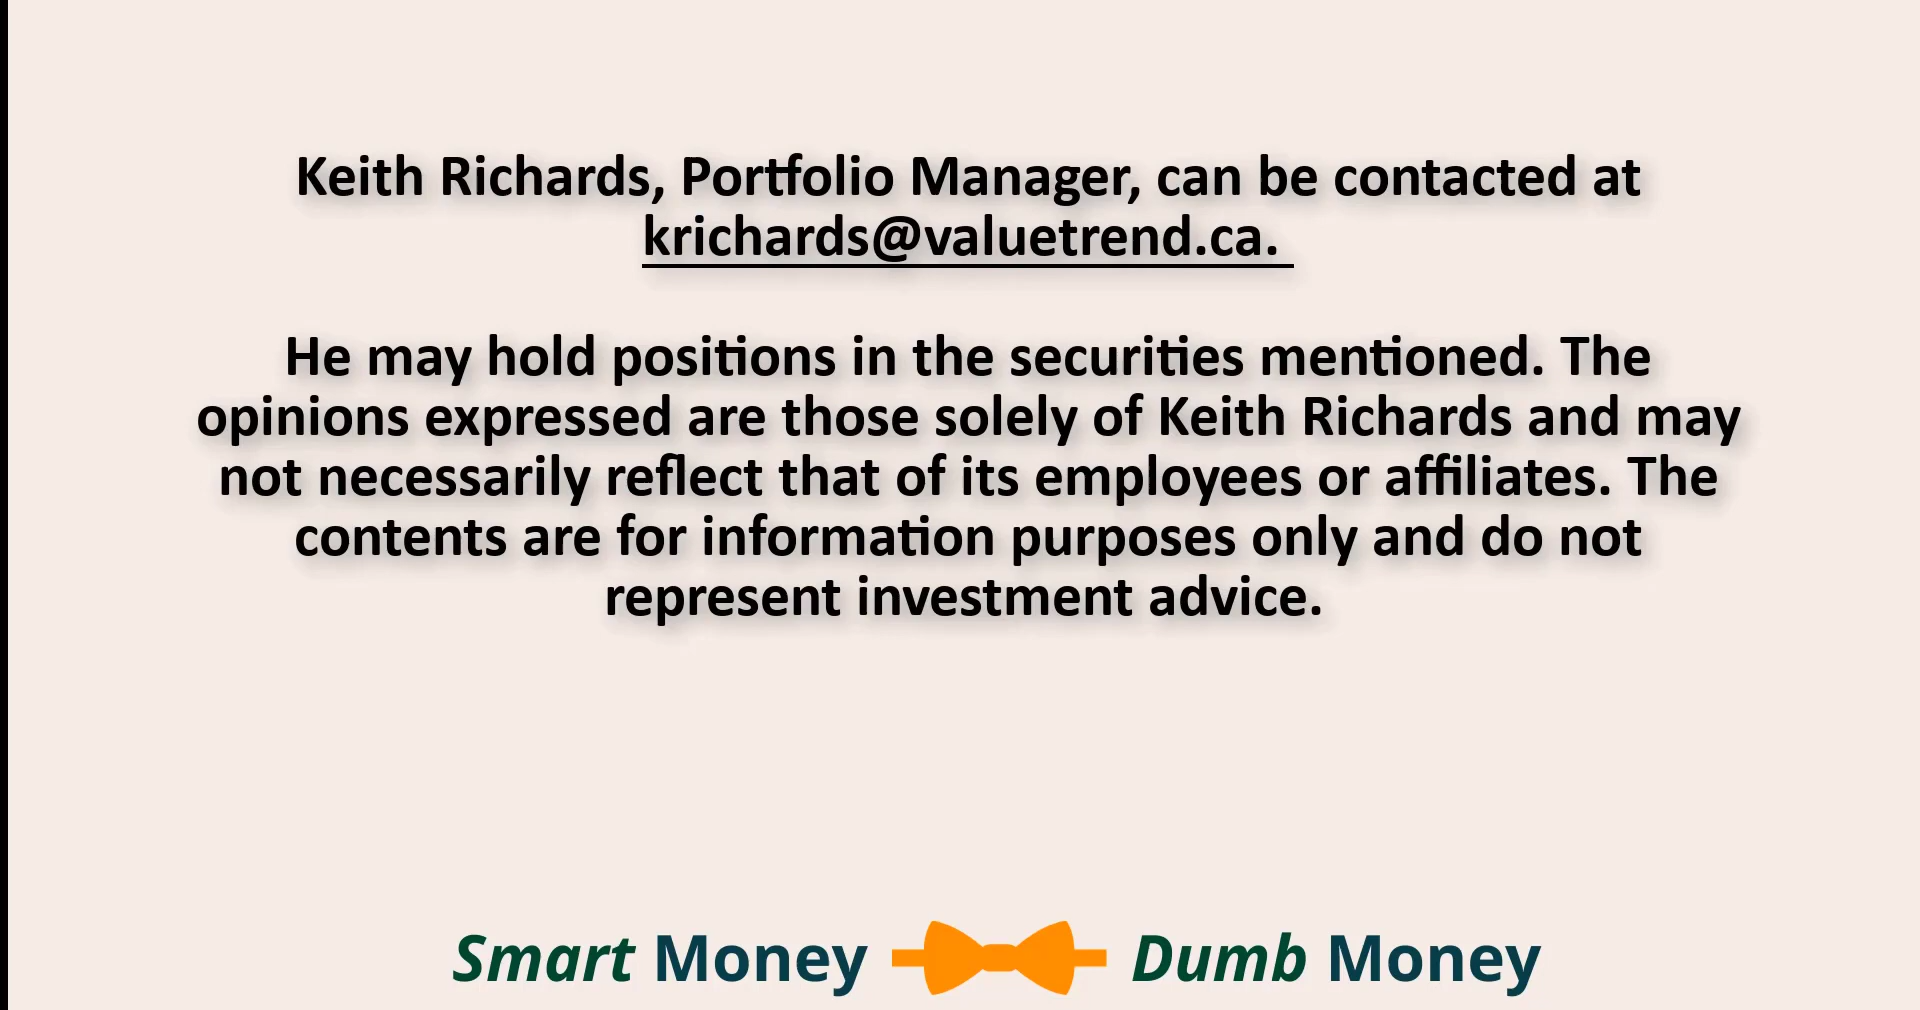 Keith Richards, Portfolio Manager, can be contacted at
krichards@valuetrend.ca.
He may hold positions in the securities mentioned. The
opinions expressed are those solely of Keith Richards and may
not necessarily reflect that of its employees or affiliates. The
contents are for information purposes only and do not
represent investment advice.
Smart Money Dumb Money